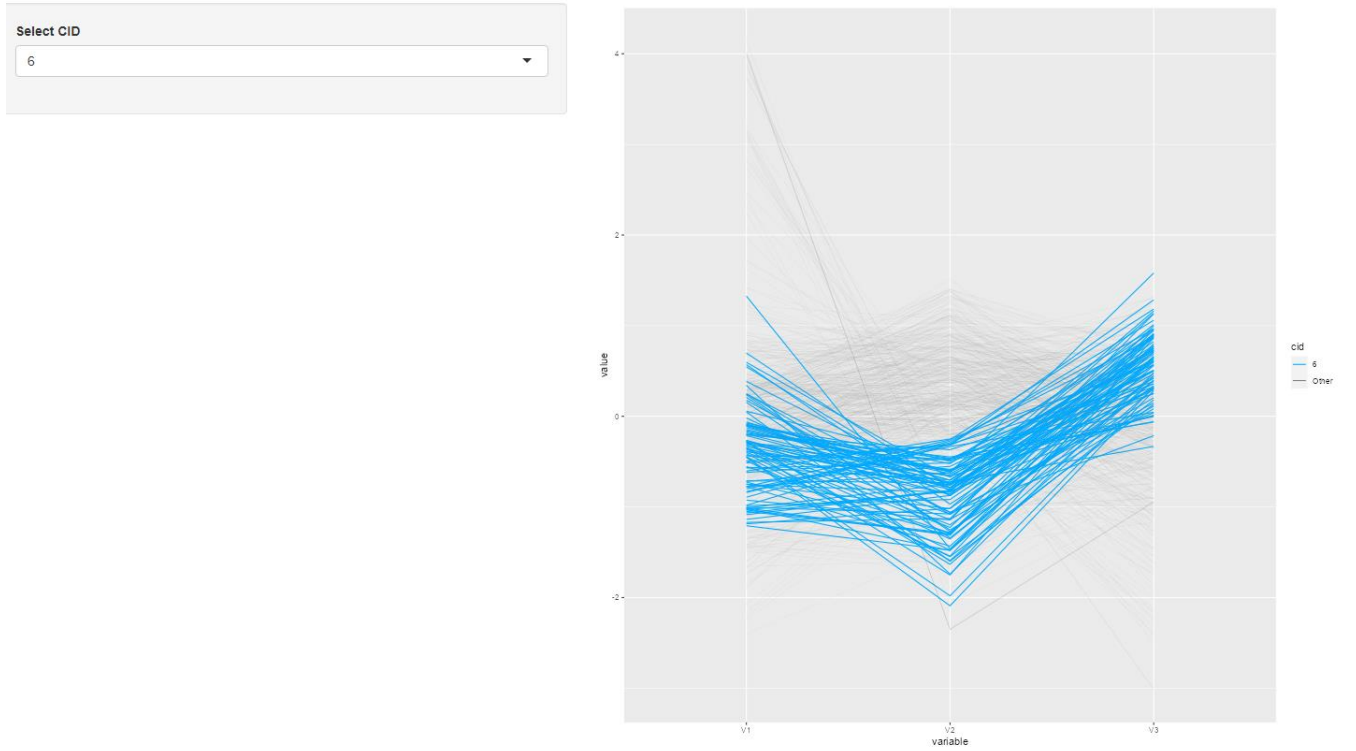 Select CID
6
4
2
0
-2
value
V1
V2
V3
variable
cid
6
Other